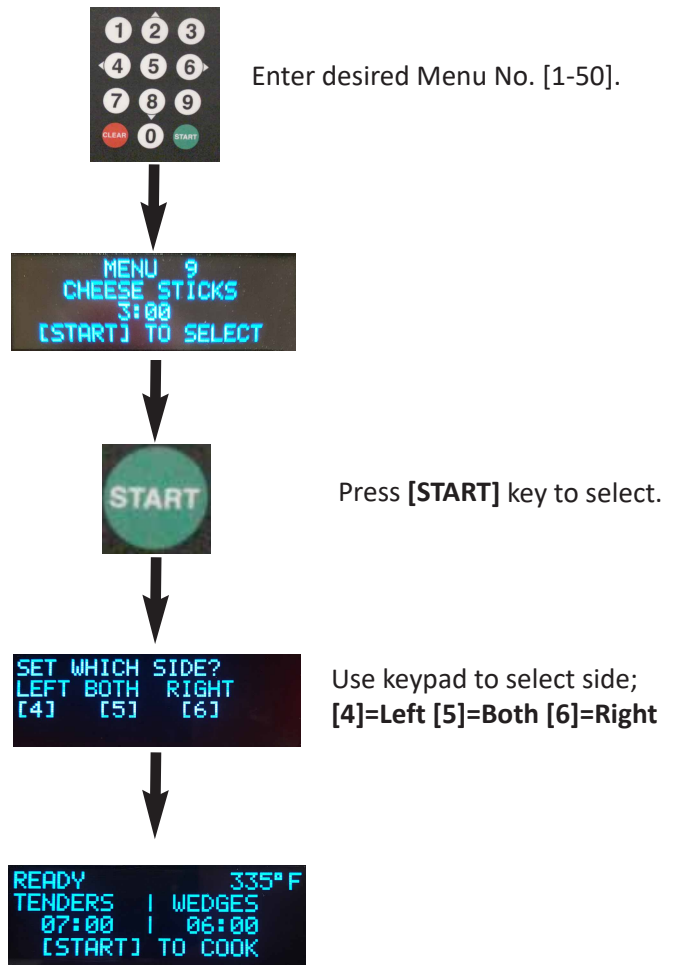 1 2 3
4 5 6
7 8 9
CLEAR 0 START
Enter desired Menu No. [1-50].
MENU 9
CHEESE STICKS
3:00
[START] TO SELECT
START
Press [START] key to select.
SET WHICH SIDE?
LEFT BOTH RIGHT
[4] [5] [6]
Use keypad to select side;
[4]=Left [5]=Both [6]=Right
READY 335°F
TENDERS | WEDGES
07:00 | 06:00
[START] TO COOK